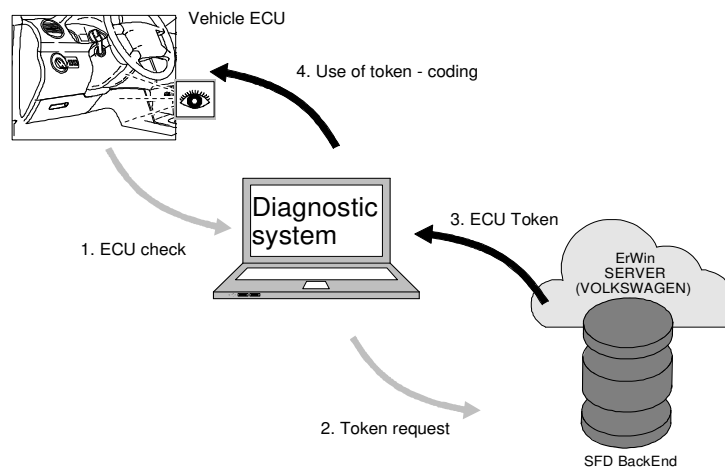 Vehicle ECU
4. Use of token - coding
Diagnostic
system
3. ECU Token
1. ECU check
ErWin
SERVER
(VOLKSWAGEN)
2. Token request
SFD BackEnd